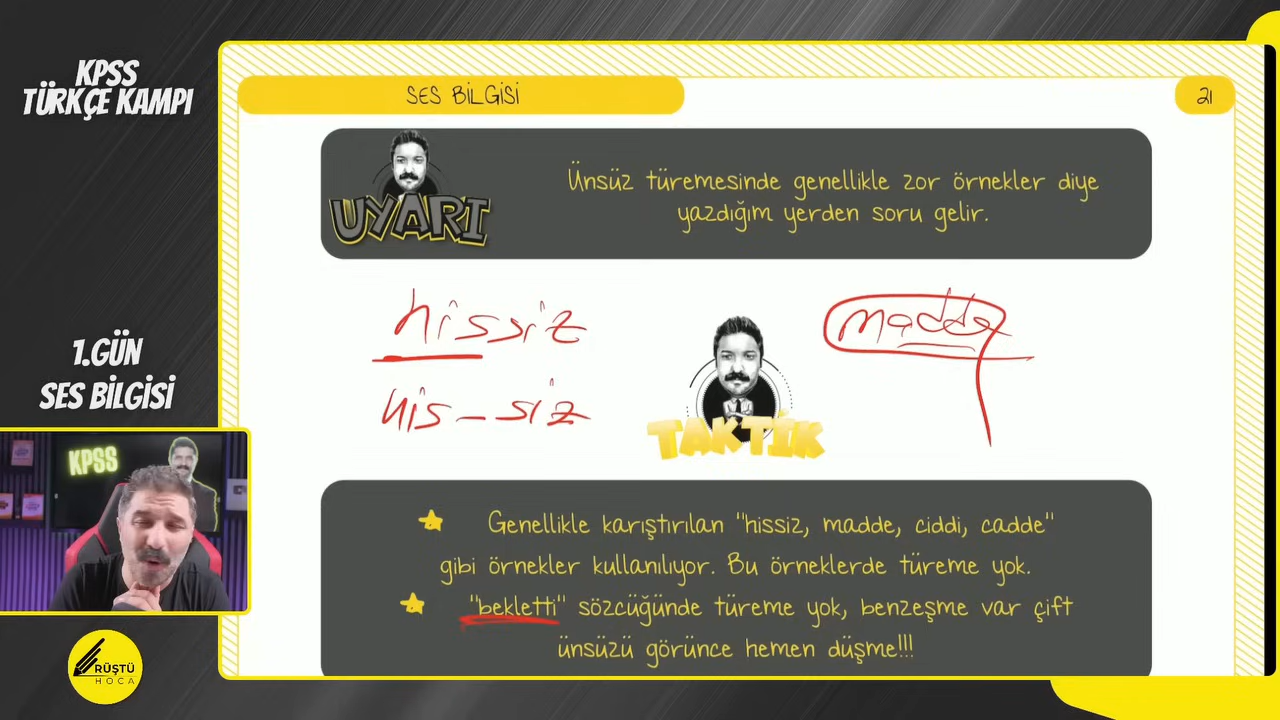 KPSS
TÜRKÇE KAMPI
SES BİLGİSİ
21
UYARI
Ünsüz türemesinde genellikle zor örnekler diye
yazdığım yerden soru gelir.
hissiz
madde
his-siz
TAKTİK
1.GÜN
SES BİLGİSİ
KPSS
Genellikle karıştırılan "hissiz, madde, ciddi, cadde"
gibi örnekler kullanılıyor. Bu örneklerde türeme yok.
"bekletti" sözcüğünde türeme yok, benzeşme var çift
ünsüzü görünce hemen düşme!!!
RÜŞTÜ
HOCA